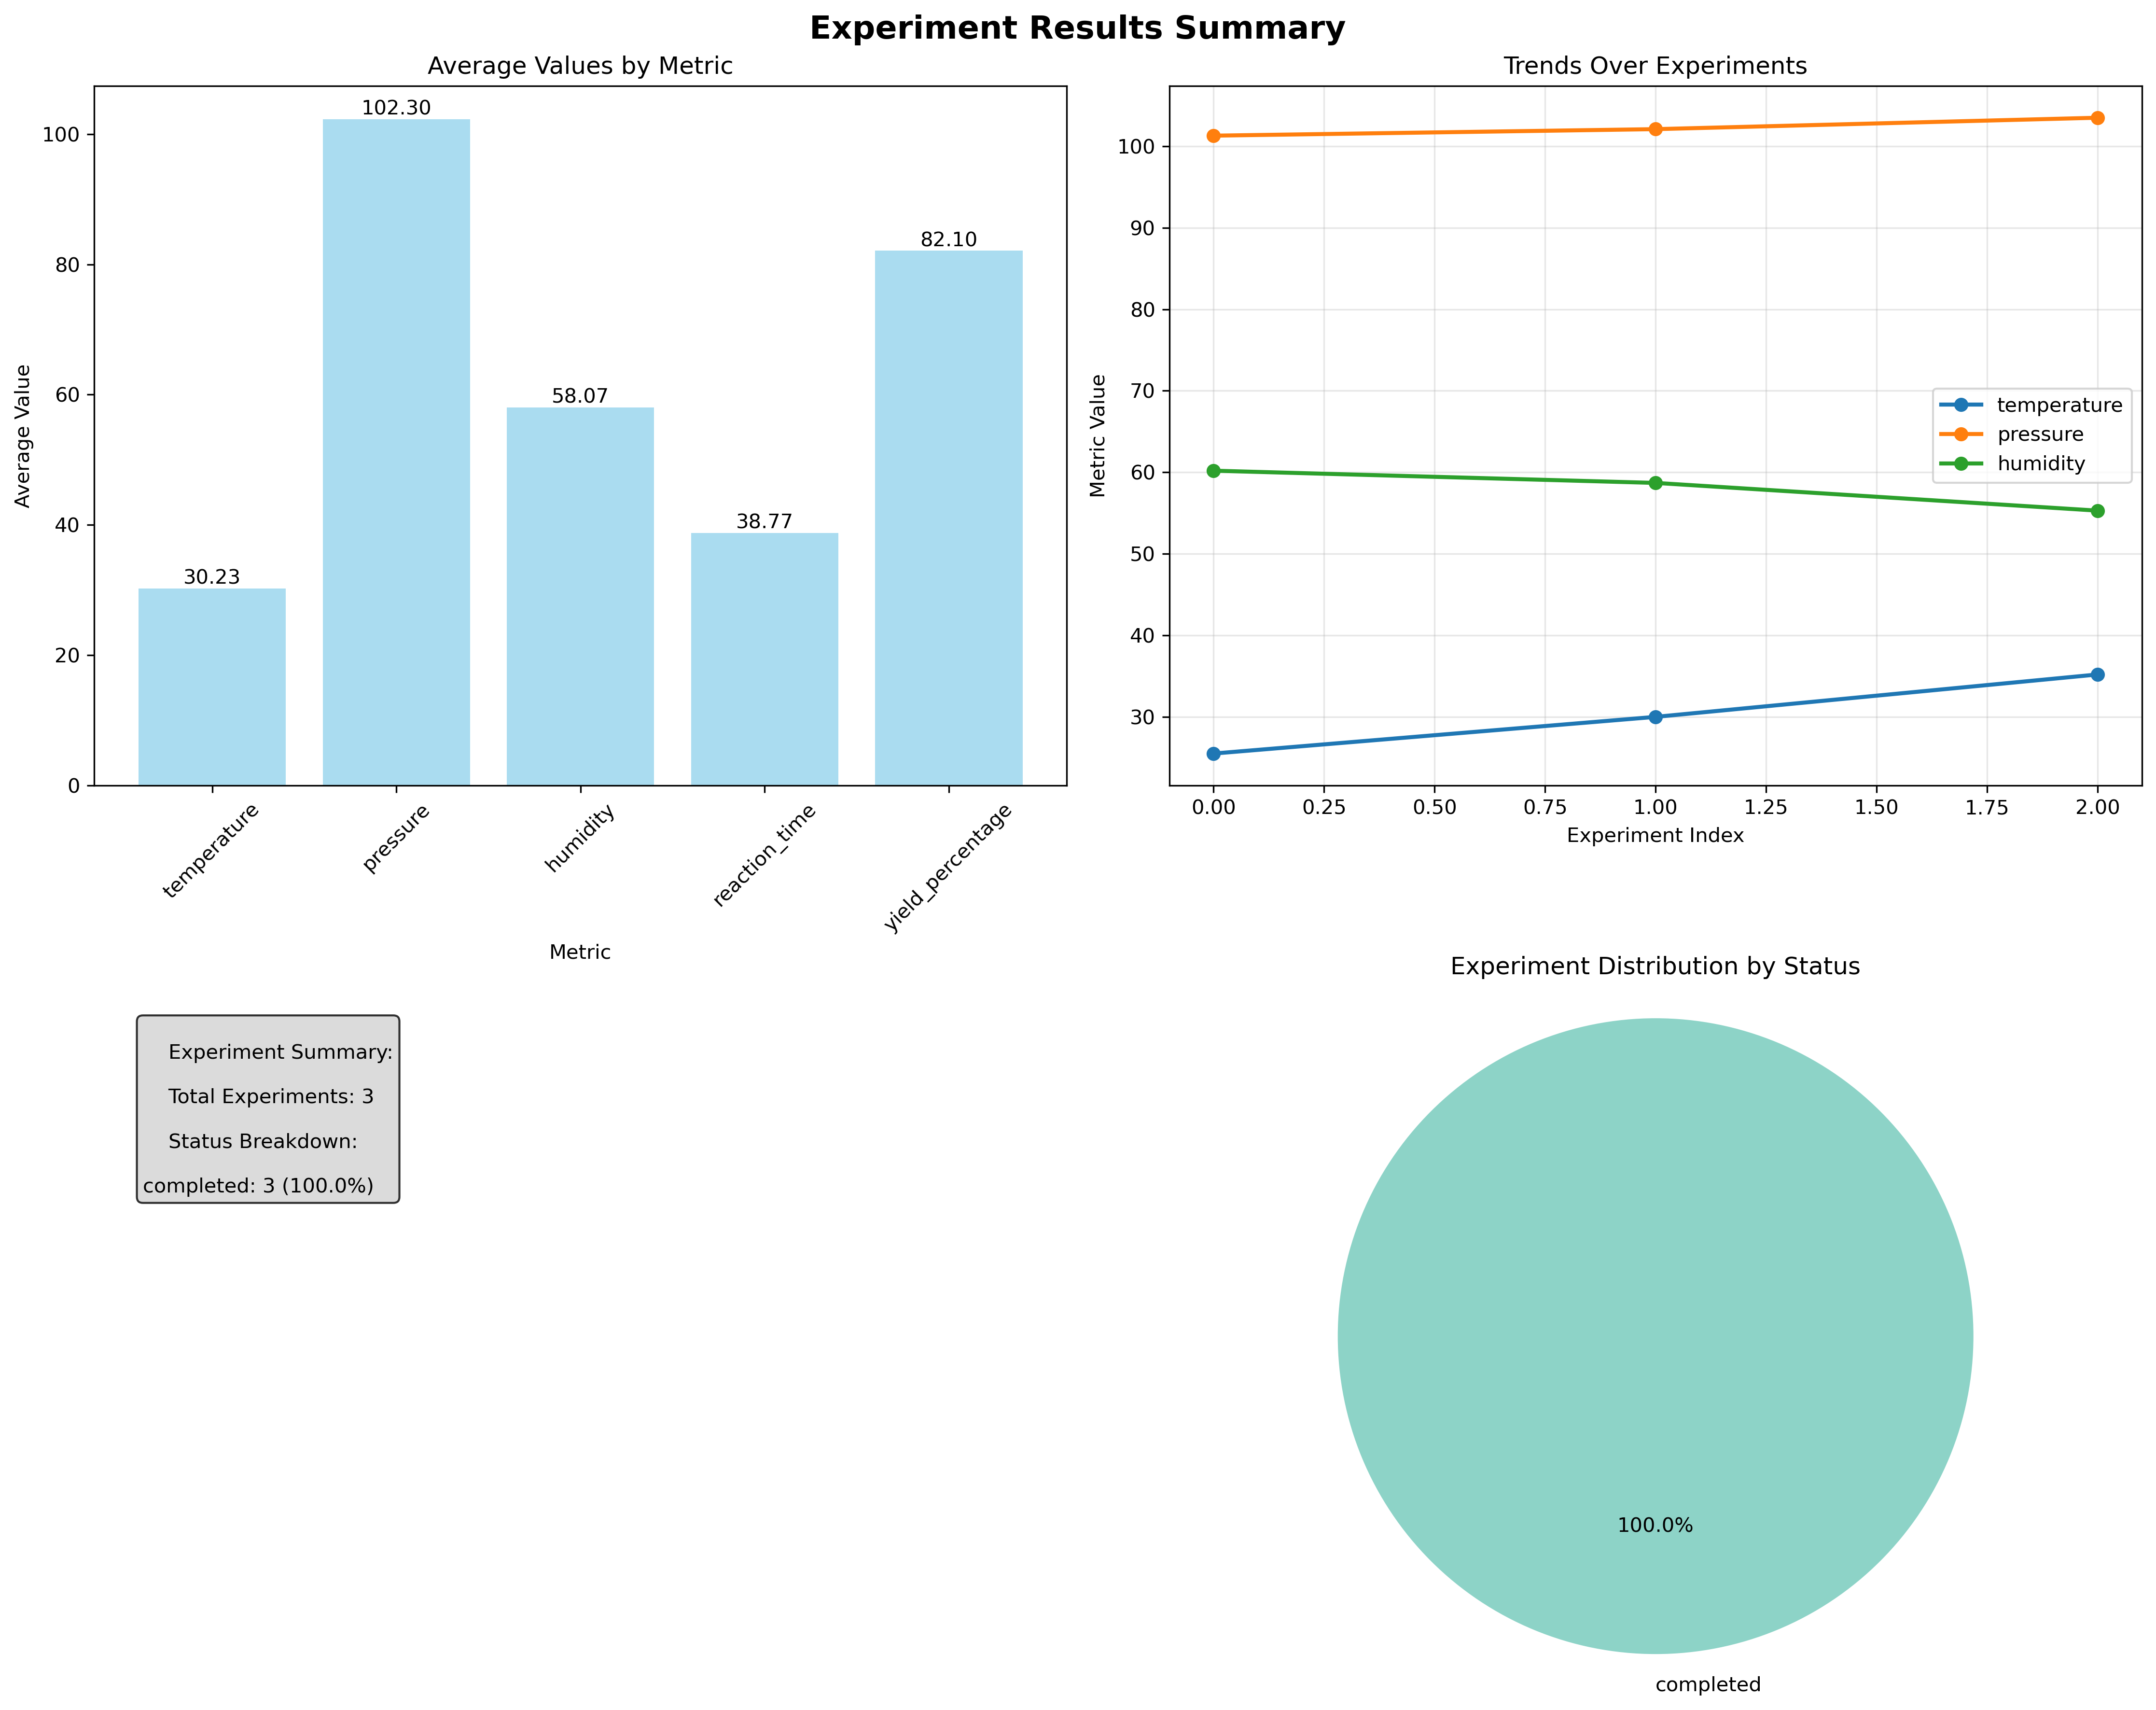 Experiment Results Summary
Average Values by Metric
Average Value
100
80
60
40
20
0
102.30
82.10
58.07
38.77
30.23
temperature
pressure
humidity
reaction_time
yield_percentage
Metric
Trends Over Experiments
Metric Value
100
90
80
70
60
50
40
30
temperature
pressure
humidity
0.00
0.25
0.50
0.75
1.00
1.25
1.50
1.75
2.00
Experiment Index
Experiment Summary:
Total Experiments: 3
Status Breakdown:
completed: 3 (100.0%)
Experiment Distribution by Status
100.0%
completed